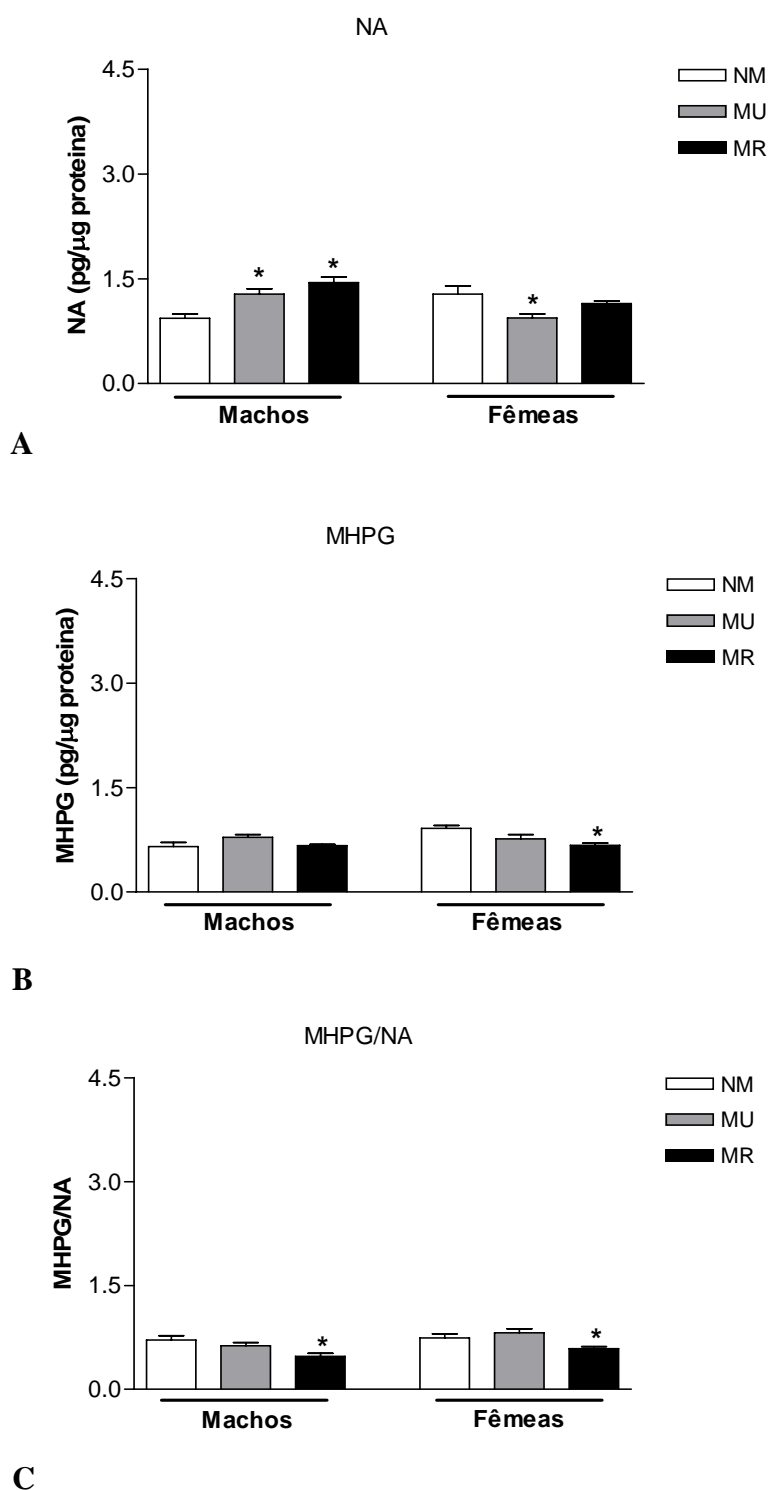 NA
4.5
3.0
1.5
0.0
NA (pg/µg proteina)
* * *
Machos Fêmeas
NM
MU
MR
A
MHPG
4.5
3.0
1.5
0.0
MHPG (pg/µg proteina)
*
Machos Fêmeas
NM
MU
MR
B
MHPG/NA
4.5
3.0
1.5
0.0
MHPG/NA
* *
Machos Fêmeas
NM
MU
MR
C